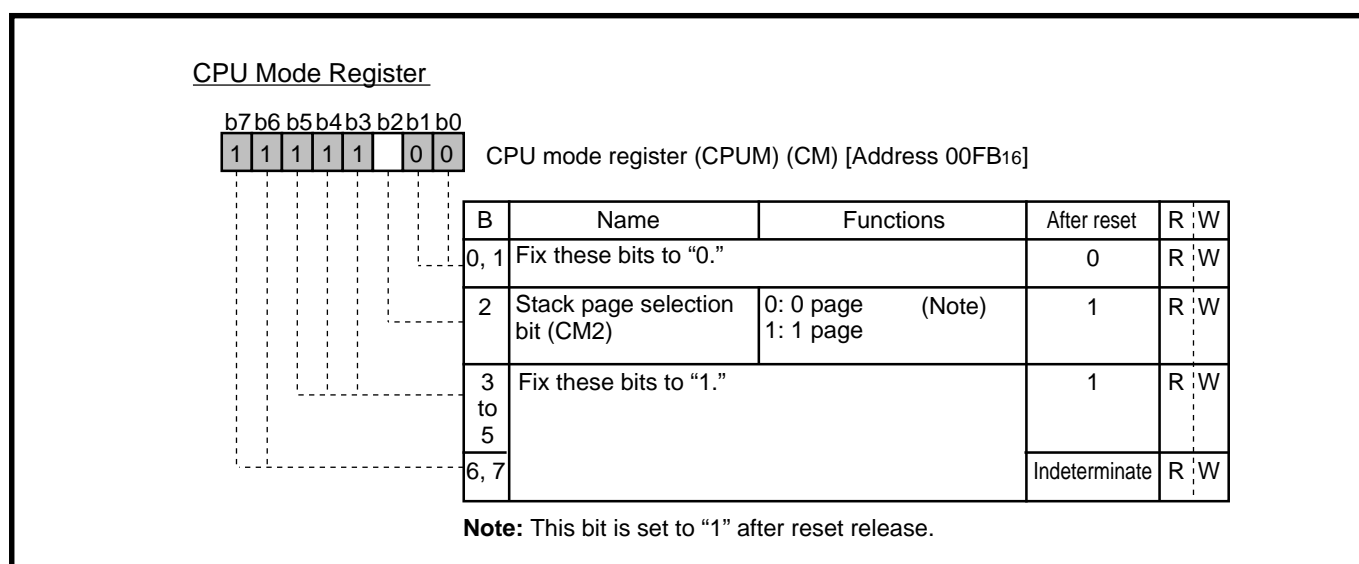 CPU Mode Register
b7 b6 b5 b4 b3 b2 b1 b0
1 1 1 1 1 0 0
CPU mode register (CPUM) (CM) [Address 00FB16]
B Name Functions After reset R W
0, 1 Fix these bits to “0.” 0 R W
2 Stack page selection 0: 0 page (Note) 1 R W
bit (CM2) 1: 1 page
3 Fix these bits to “1.” 1 R W
to
5
6, 7 Indeterminate R W
Note: This bit is set to “1” after reset release.